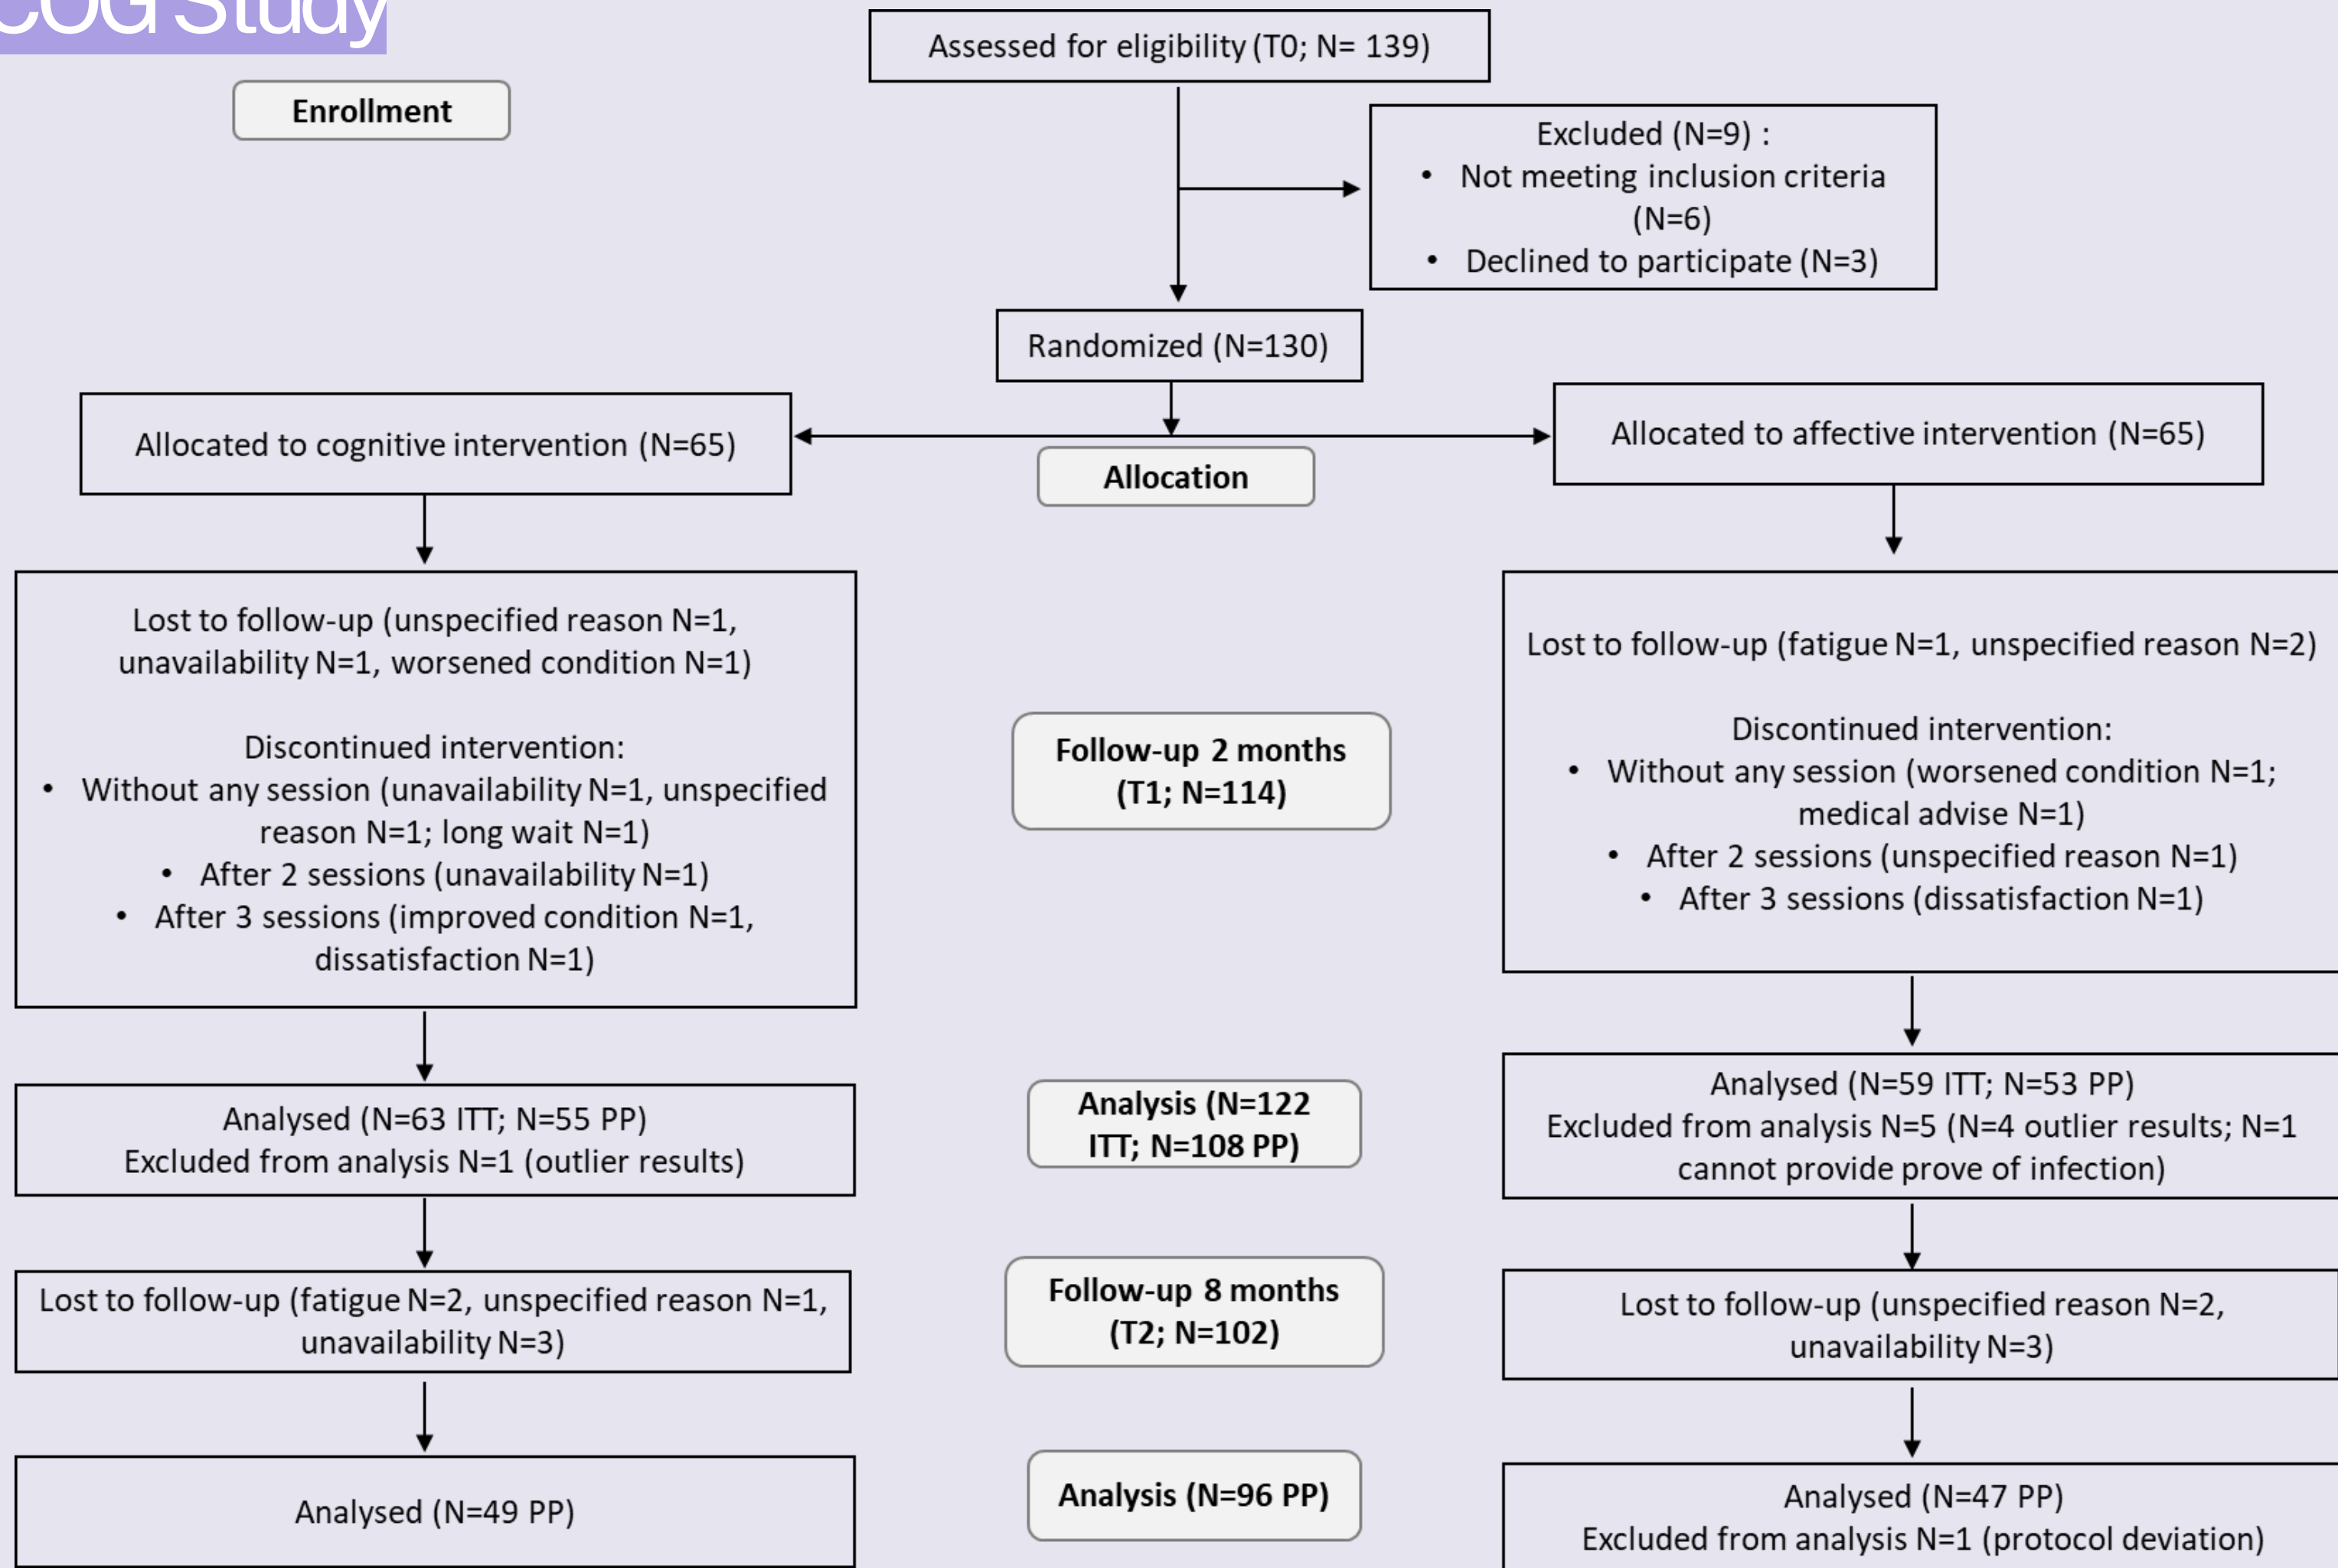 COG Study
Assessed for eligibility (T0; N= 139)
Enrollment
Excluded (N=9) :
• Not meeting inclusion criteria
(N=6)
• Declined to participate (N=3)
Randomized (N=130)
Allocated to cognitive intervention (N=65)
Allocated to affective intervention (N=65)
Allocation
Lost to follow-up (unspecified reason N=1,
unavailability N=1, worsened condition N=1)
Discontinued intervention:
• Without any session (unavailability N=1, unspecified
reason N=1; long wait N=1)
• After 2 sessions (unavailability N=1)
• After 3 sessions (improved condition N=1,
dissatisfaction N=1)
Follow-up 2 months
(T1; N=114)
Lost to follow-up (fatigue N=1, unspecified reason N=2)
Discontinued intervention:
• Without any session (worsened condition N=1;
medical advise N=1)
• After 2 sessions (unspecified reason N=1)
• After 3 sessions (dissatisfaction N=1)
Analysed (N=63 ITT; N=55 PP)
Excluded from analysis N=1 (outlier results)
Analysis (N=122
ITT; N=108 PP)
Analysed (N=59 ITT; N=53 PP)
Excluded from analysis N=5 (N=4 outlier results; N=1
cannot provide prove of infection)
Lost to follow-up (fatigue N=2, unspecified reason N=1,
unavailability N=3)
Follow-up 8 months
(T2; N=102)
Lost to follow-up (unspecified reason N=2,
unavailability N=3)
Analysed (N=49 PP)
Analysis (N=96 PP)
Analysed (N=47 PP)
Excluded from analysis N=1 (protocol deviation)